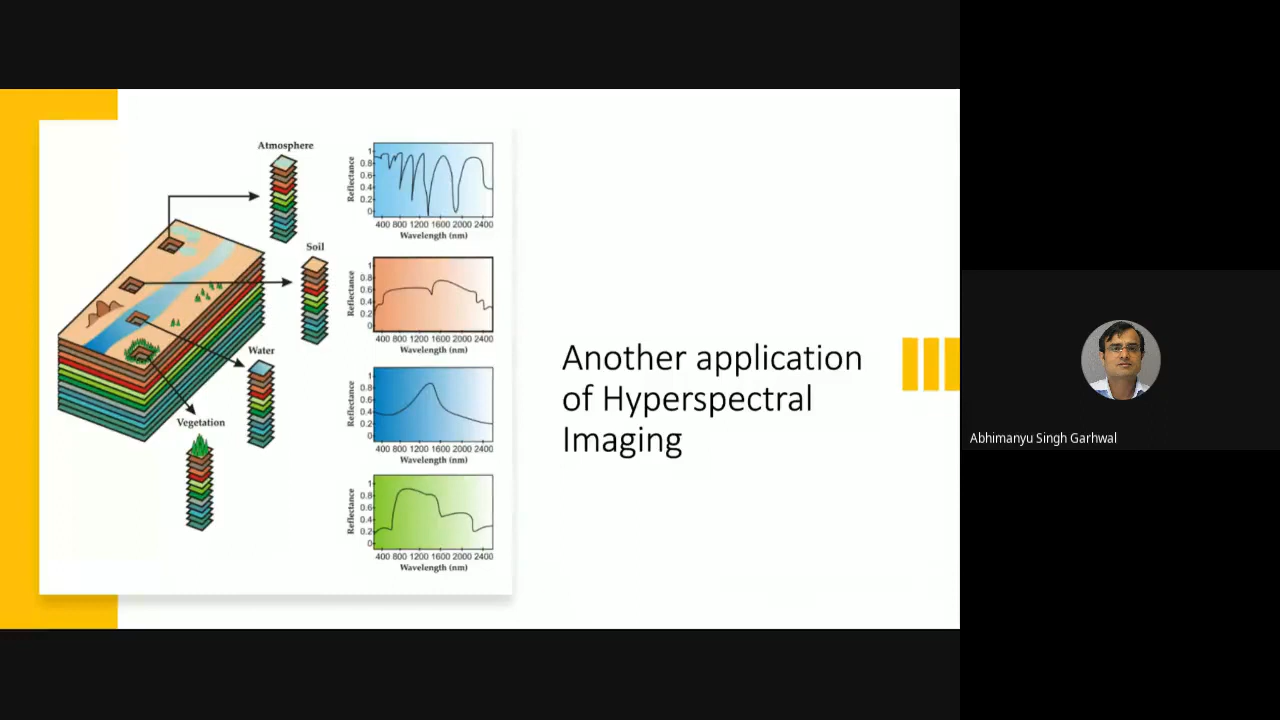 Atmosphere
Reflectance
1
0.8
0.6
0.4
0.2
0
400 800 1200 1600 2000 2400
Wavelength (nm)
Soil
Reflectance
1
0.8
0.6
0.4
0.2
0
400 800 1200 1600 2000 2400
Wavelength (nm)
Water
Reflectance
1
0.8
0.6
0.4
0.2
0
400 800 1200 1600 2000 2400
Wavelength (nm)
Vegetation
Reflectance
1
0.8
0.6
0.4
0.2
0
400 800 1200 1600 2000 2400
Wavelength (nm)
Another application
of Hyperspectral
Imaging
Abhimanyu Singh Garhwal